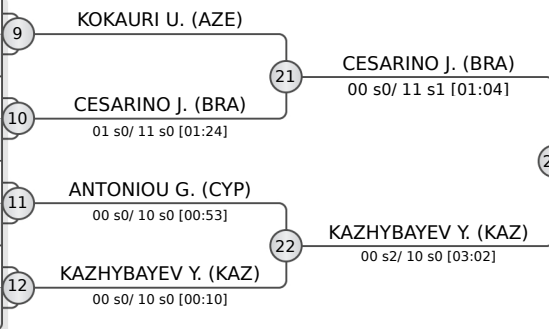 KOKAURI U. (AZE)
9
21
CESARINO J. (BRA)
00 s0/ 11 s1 [01:04]
CESARINO J. (BRA)
10
01 s0/ 11 s0 [01:24]
ANTONIOU G. (CYP)
11
00 s0/ 10 s0 [00:53]
22
KAZHYBAYEV Y. (KAZ)
00 s2/ 10 s0 [03:02]
KAZHYBAYEV Y. (KAZ)
12
00 s0/ 10 s0 [00:10]